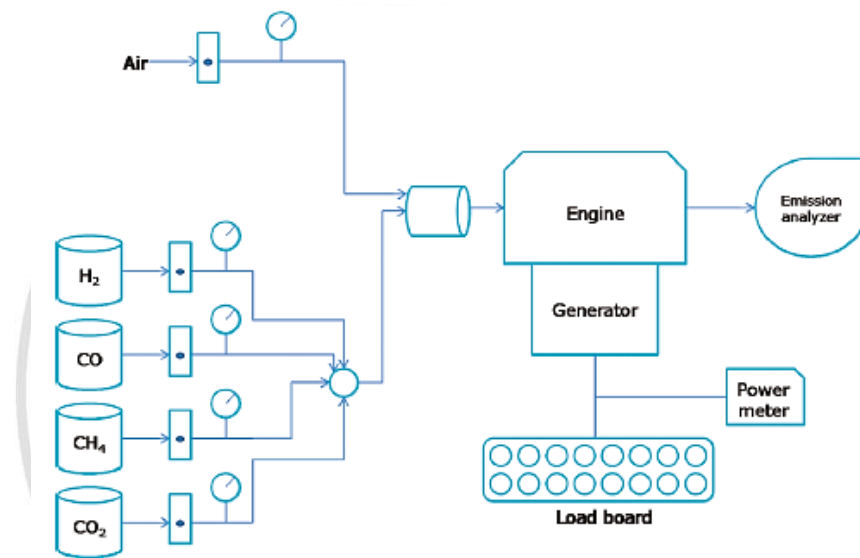 Air
Engine
Emission
analyzer
H₂
Generator
CO
Power
meter
CH₄
CO₂
Load board